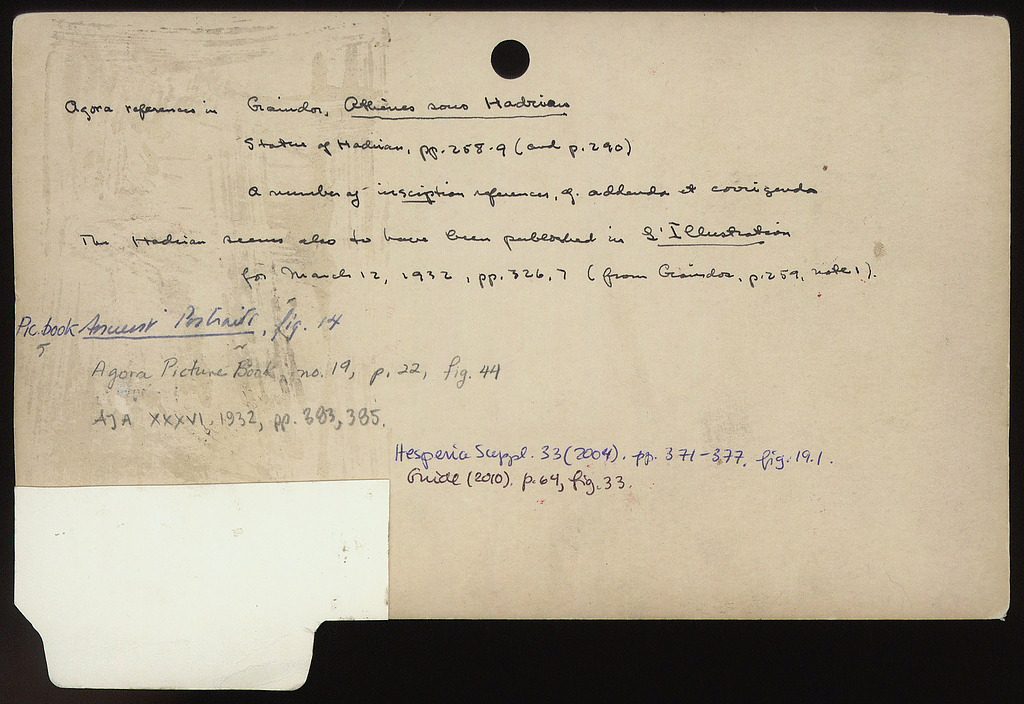 Agora references in Graindor, Athènes sous Hadrien
Statue of Hadrian, pp. 258-9 (and p. 290)
A number of inscription references, cf. addenda et corrigenda
The Hadrian seems also to have been published in L'Illustration
for March 12, 1932, pp. 326,7 (from Graindor, p. 259, note 1).
Pic. book Ancient Portraits, fig. 14
5
Agora Picture Book, no. 19, p. 22, fig. 44
AJA XXXVI, 1932, pp. 383, 385.
Hesperia Suppl. 33 (2004). pp. 371-377, fig. 19.1.
Guide (2010). p. 64, fig. 33.